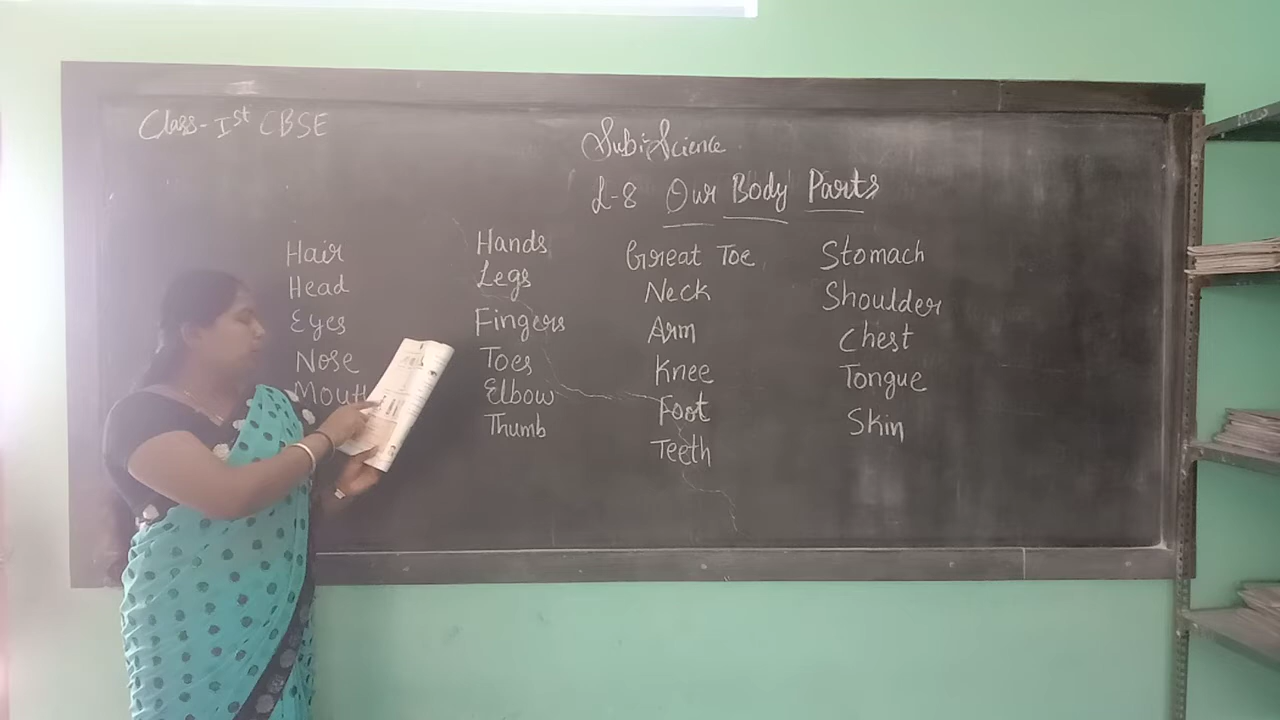 Class-Ist CBSE
Sub:-Science
L-8 Our Body Parts
Hair
Head
Eyes
Nose
Mouth
Hands
Legs
Fingers
Toes
Elbow
Thumb
Great Toe
Neck
Arm
Knee
Foot
Teeth
Stomach
Shoulder
Chest
Tongue
Skin